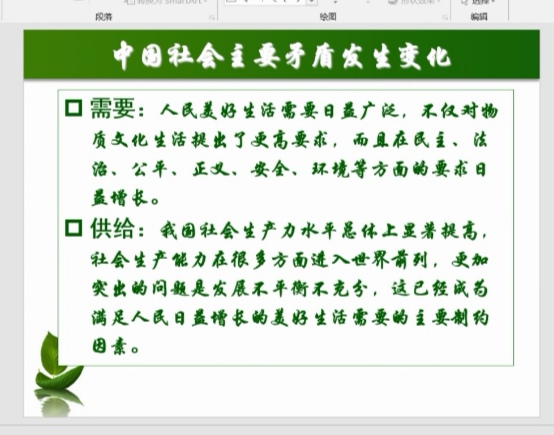 段落
绘图
编辑
中国社会主要矛盾发生变化
需要：人民美好生活需要日益广泛，不仅对物
质文化生活提出了更高要求，而且在民主、法
治、公平、正义、安全、环境等方面的要求日
益增长。
供给：我国社会生产力水平总体上显著提高，
社会生产能力在很多方面进入世界前列，更加
突出的问题是发展不平衡不充分，这已经成为
满足人民日益增长的美好生活需要的主要制约
因素。